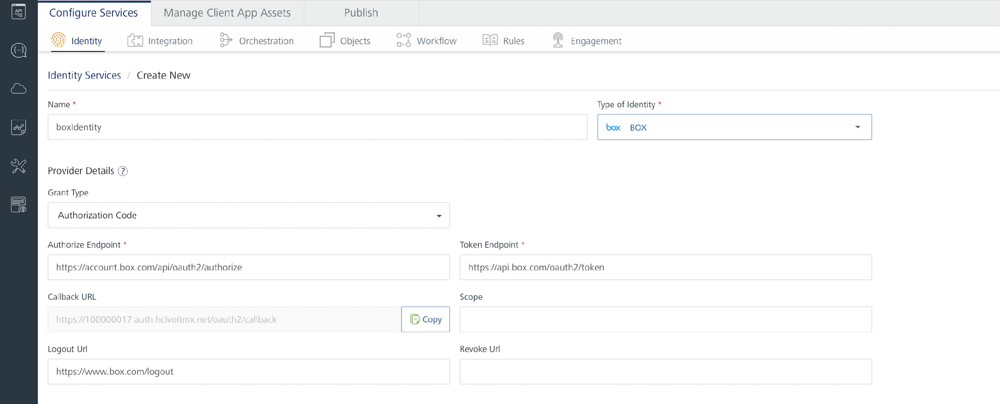 API
Configure Services
Manage Client App Assets
Publish
Identity
Integration
Orchestration
Objects
Workflow
Rules
Engagement
Identity Services / Create New
Name *
Type of Identity *
boxIdentity
box BOX
Provider Details ?
Grant Type
Authorization Code
Authorize Endpoint *
Token Endpoint *
https://account.box.com/api/oauth2/authorize
https://api.box.com/oauth2/token
Callback URL
Scope
https://100000017.auth.hclvoltmx.net/oauth2/callback
Copy
Logout Url
Revoke Url
https://www.box.com/logout